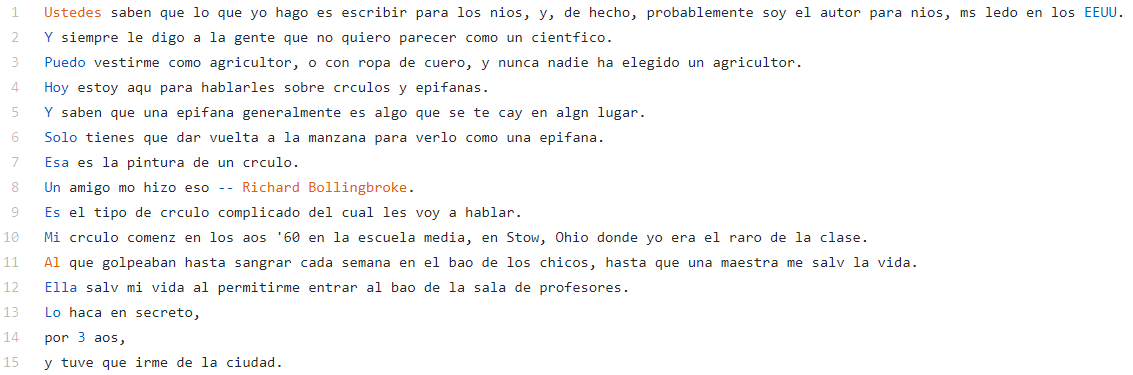 1 Ustedes saben que lo que yo hago es escribir para los nios, y, de hecho, probablemente soy el autor para nios, ms ledo en los EEUU.
2 Y siempre le digo a la gente que no quiero parecer como un cientfico.
3 Puedo vestirme como agricultor, o con ropa de cuero, y nunca nadie ha elegido un agricultor.
4 Hoy estoy aqu para hablarles sobre crculos y epifanas.
5 Y saben que una epifana generalmente es algo que se te cay en algn lugar.
6 Solo tienes que dar vuelta a la manzana para verlo como una epifana.
7 Esa es la pintura de un crculo.
8 Un amigo mo hizo eso -- Richard Bollingbroke.
9 Es el tipo de crculo complicado del cual les voy a hablar.
10 Mi crculo comenz en los aos '60 en la escuela media, en Stow, Ohio donde yo era el raro de la clase.
11 Al que golpeaban hasta sangrar cada semana en el bao de los chicos, hasta que una maestra me salv la vida.
12 Ella salv mi vida al permitirme entrar al bao de la sala de profesores.
13 Lo haca en secreto,
14 por 3 aos,
15 y tuve que irme de la ciudad.